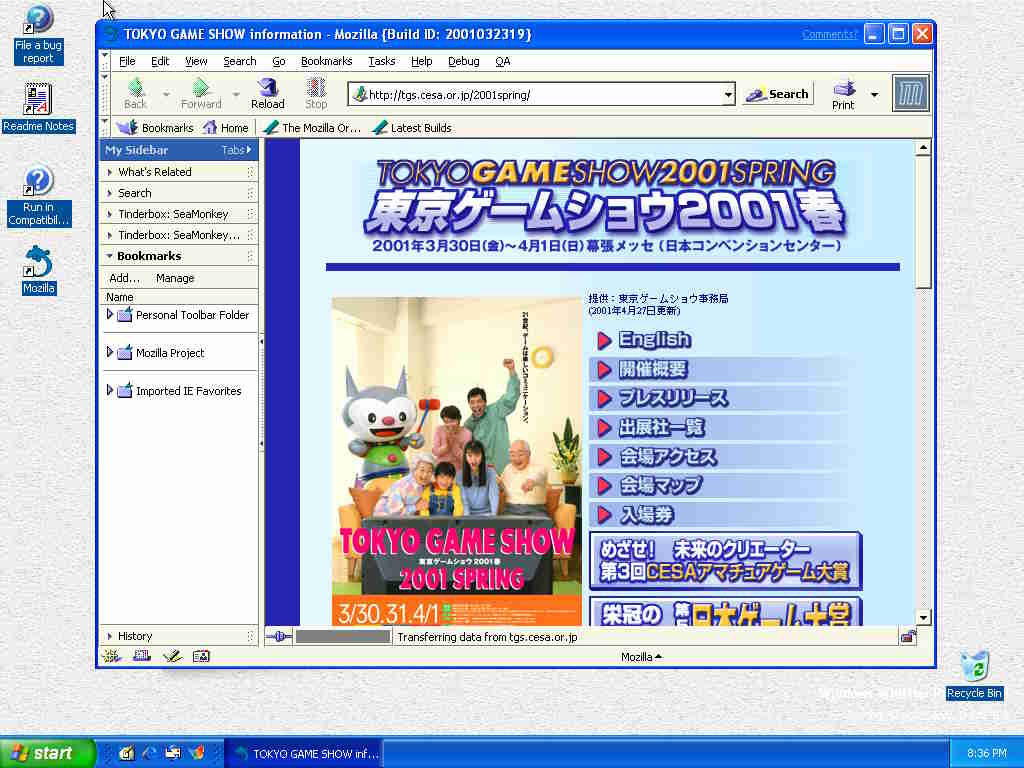 File a bug
report
Readme Notes
Run in
Compatibil...
Mozilla
TOKYO GAME SHOW information - Mozilla {Build ID: 2001032319}
Comments?
File Edit View Search Go Bookmarks Tasks Help Debug QA
Back Forward Reload Stop
http://tgs.cesa.or.jp/2001spring/
Search
Print
Bookmarks Home The Mozilla Or... Latest Builds
My Sidebar Tabs
What's Related
Search
Tinderbox: SeaMonkey
Tinderbox: SeaMonkey...
Bookmarks
Add... Manage
Name
Personal Toolbar Folder
Mozilla Project
Imported IE Favorites
History
TOKYOGAMESHOW2001SPRING
東京ゲームショウ2001春
2001年3月30日(金)～4月1日(日)幕張メッセ(日本コンベンションセンター)
21世紀、ゲームは楽しいコミュニケーション。
TOKYO GAME SHOW
東京ゲームショウ2001春
2001 SPRING
3/30.31.4/1
提供：東京ゲームショウ事務局
(2001年4月27日更新)
English
開催概要
プレスリリース
出展社一覧
会場アクセス
会場マップ
入場券
めざせ! 未来のクリエーター
第3回CESAアマチュアゲーム大賞
栄冠の 日本ゲーム大賞
Transferring data from tgs.cesa.or.jp
Mozilla
Recycle Bin
start
TOKYO GAME SHOW inf...
8:36 PM